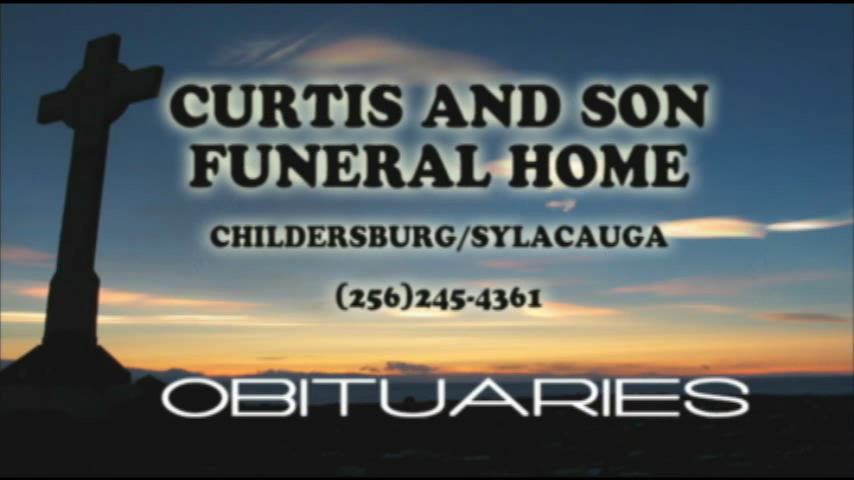 CURTIS AND SON
FUNERAL HOME
CHILDERSBURG/SYLACAUGA
(256)245-4361
OBITUARIES